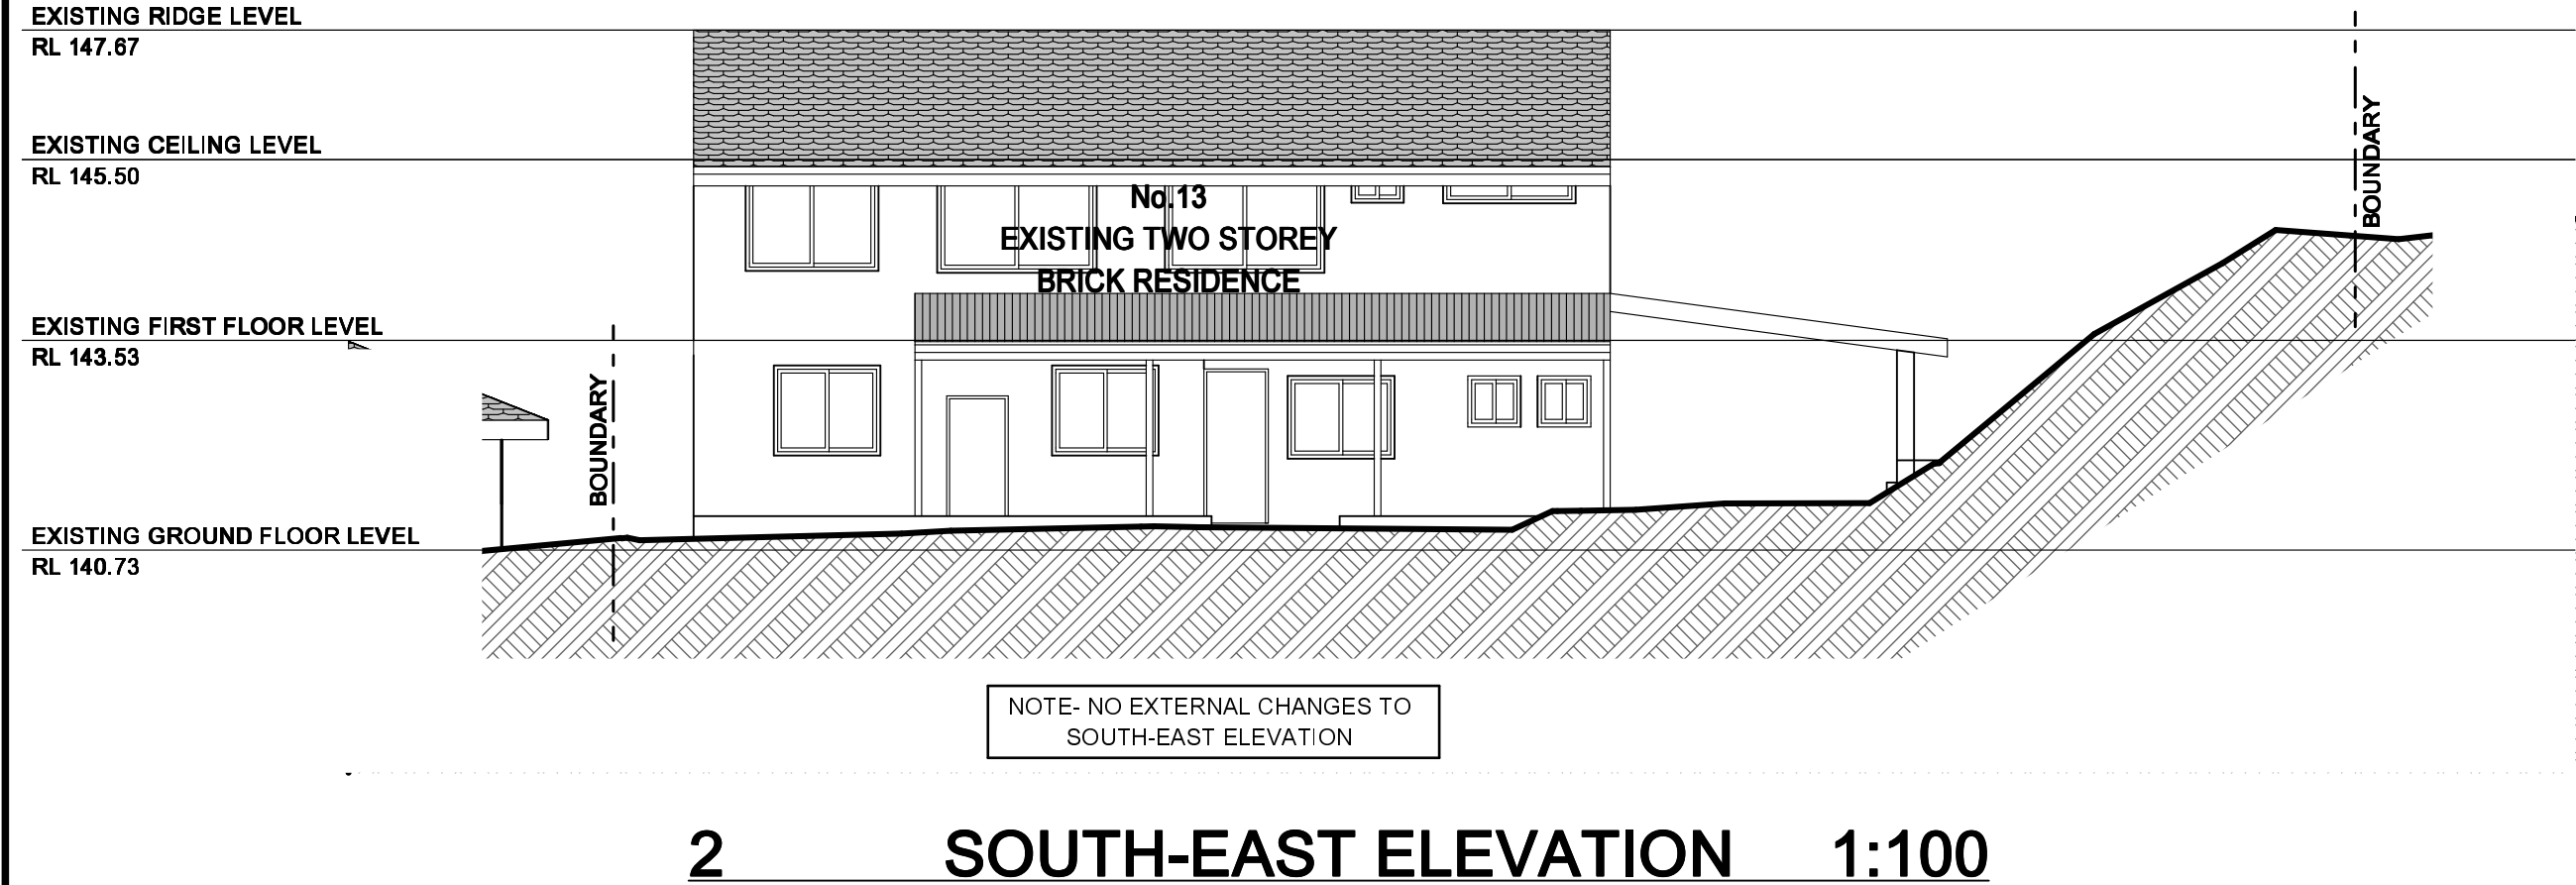 EXISTING RIDGE LEVEL
RL 147.67
EXISTING CEILING LEVEL
RL 145.50
No.13
EXISTING TWO STOREY
BRICK RESIDENCE
BOUNDARY
EXISTING FIRST FLOOR LEVEL
RL 143.53
BOUNDARY
EXISTING GROUND FLOOR LEVEL
RL 140.73
NOTE- NO EXTERNAL CHANGES TO
SOUTH-EAST ELEVATION
2 SOUTH-EAST ELEVATION 1:100